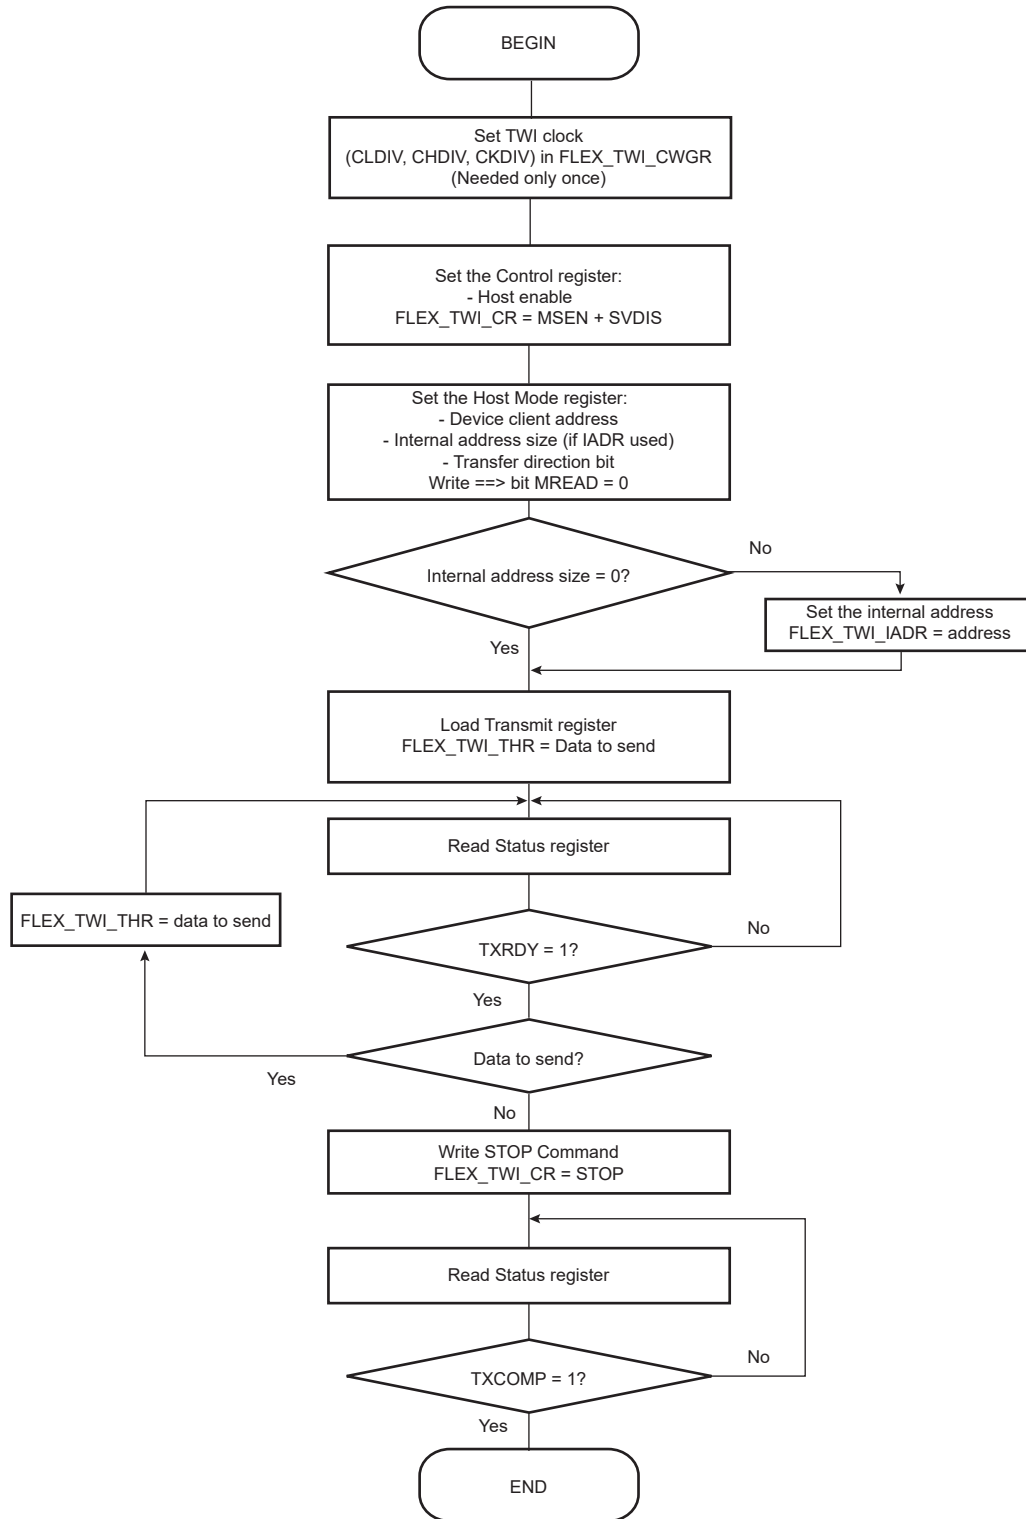 BEGIN
Set TWI clock
(CLDIV, CHDIV, CKDIV) in FLEX_TWI_CWGR
(Needed only once)
Set the Control register:
- Host enable
FLEX_TWI_CR = MSEN + SVDIS
Set the Host Mode register:
- Device client address
- Internal address size (if IADR used)
- Transfer direction bit
Write ==> bit MREAD = 0
No
Internal address size = 0?
Set the internal address
FLEX_TWI_IADR = address
Yes
Load Transmit register
FLEX_TWI_THR = Data to send
Read Status register
FLEX_TWI_THR = data to send
No
TXRDY = 1?
Yes
Data to send?
Yes
No
Write STOP Command
FLEX_TWI_CR = STOP
Read Status register
No
TXCOMP = 1?
Yes
END